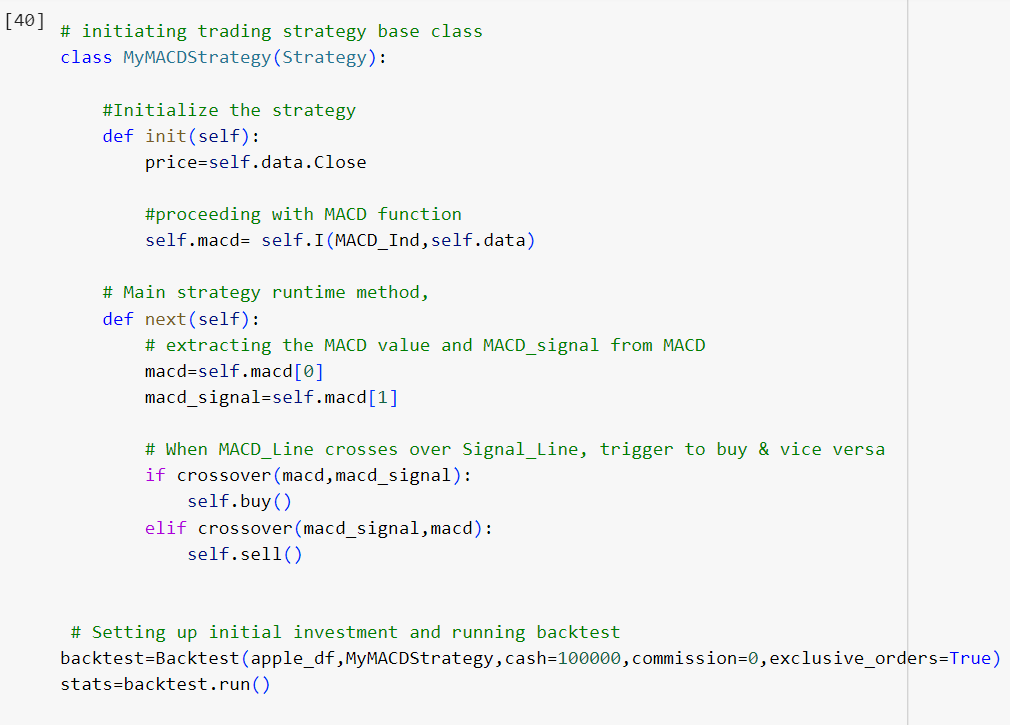 [40]
# initiating trading strategy base class
class MyMACDStrategy(Strategy):
#Initialize the strategy
def init(self):
price=self.data.Close
#proceeding with MACD function
self.macd= self.I(MACD_Ind,self.data)
# Main strategy runtime method,
def next(self):
# extracting the MACD value and MACD_signal from MACD
macd=self.macd[0]
macd_signal=self.macd[1]
# When MACD_Line crosses over Signal_Line, trigger to buy & vice versa
if crossover(macd,macd_signal):
self.buy()
elif crossover(macd_signal,macd):
self.sell()
# Setting up initial investment and running backtest
backtest=Backtest(apple_df,MyMACDStrategy,cash=100000,commission=0,exclusive_orders=True)
stats=backtest.run()